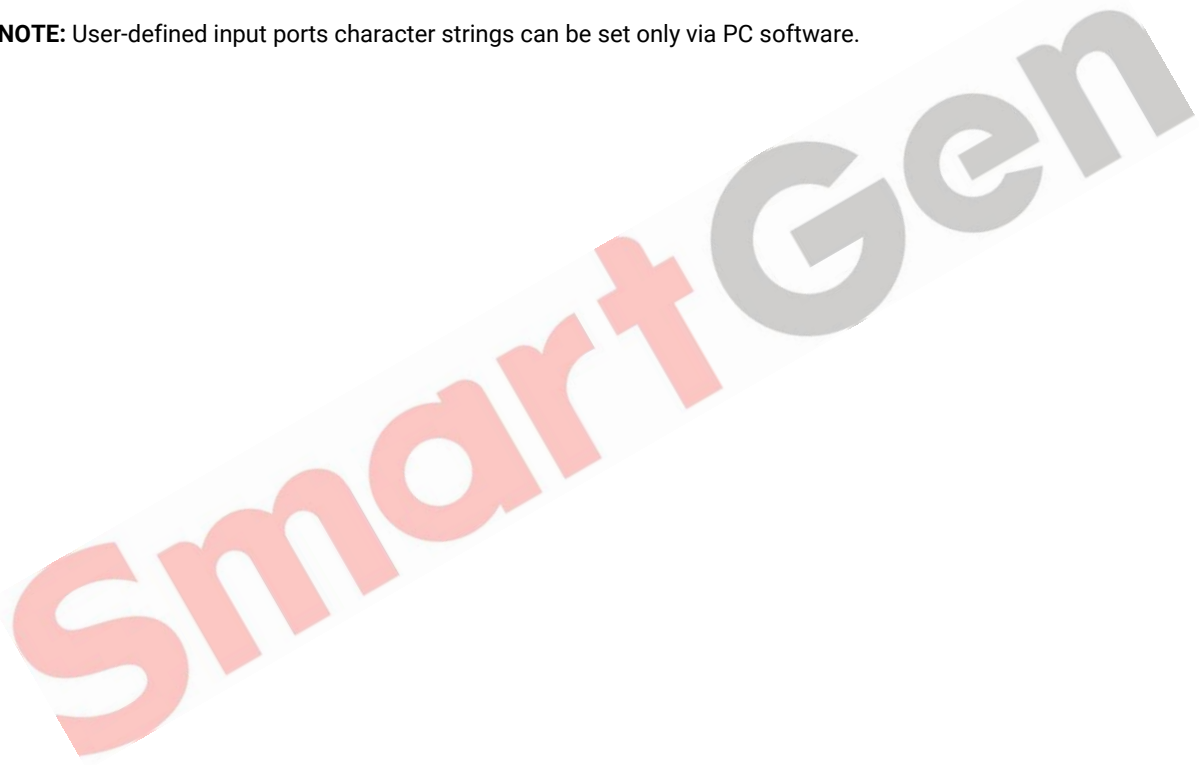 NOTE: User-defined input ports character strings can be set only via PC software.
SmartGen